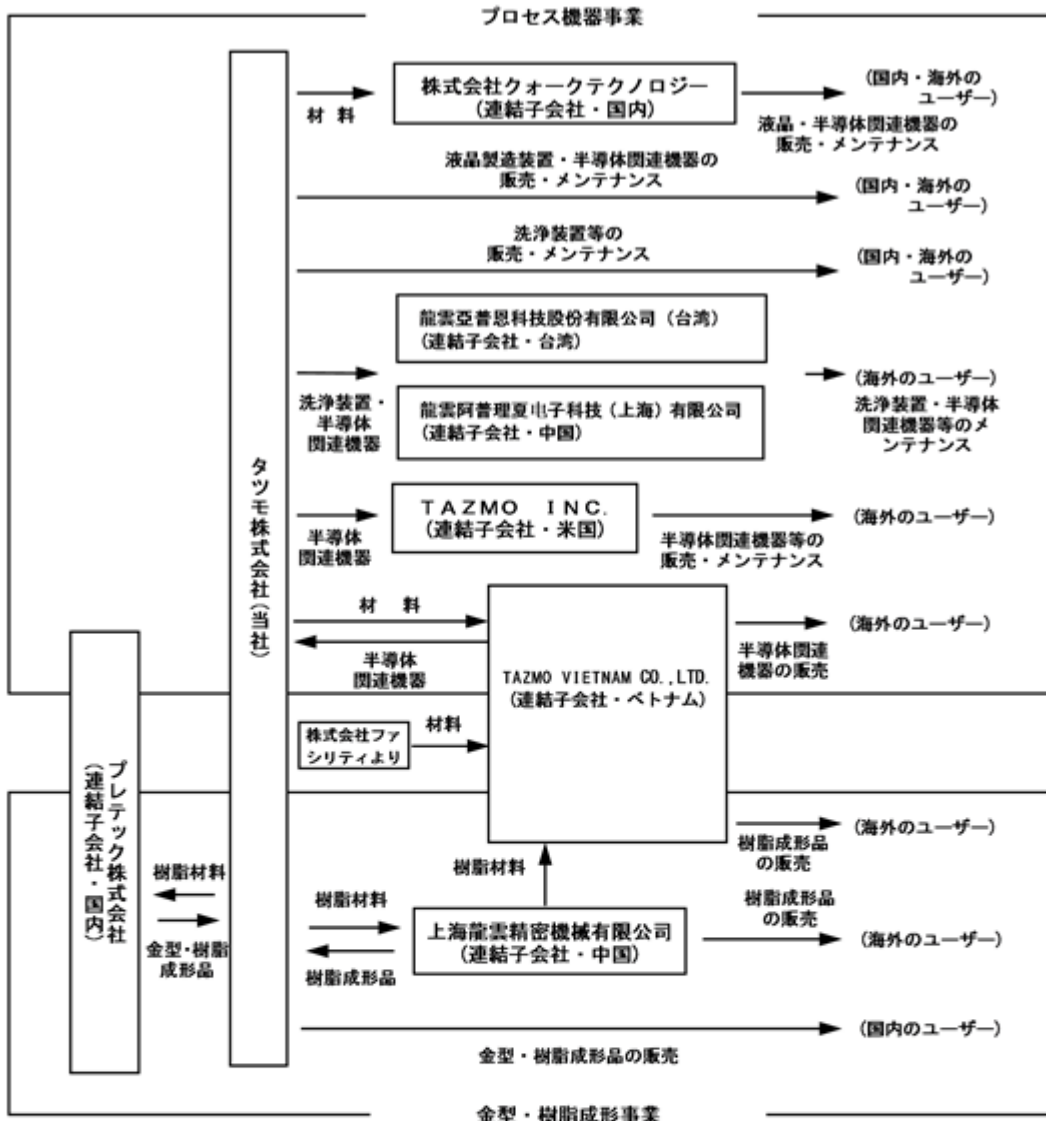 プロセス機器事業
株式会社クォークテクノロジー
(連結子会社・国内)
材 料
(国内・海外の
ユーザー)
液晶・半導体関連機器の
販売・メンテナンス
液晶製造装置・半導体関連機器の
販売・メンテナンス
(国内・海外の
ユーザー)
洗浄装置等の
販売・メンテナンス
(国内・海外の
ユーザー)
龍雲亞普恩科技股份有限公司（台湾）
(連結子会社・台湾)
洗浄装置・
半導体
関連機器
龍雲阿普理夏电子科技（上海）有限公司
(連結子会社・中国)
(海外のユーザー)
洗浄装置・半導体
関連機器等のメ
ンテナンス
タツモ株式会社(当社)
TAZMO INC.
(連結子会社・米国)
半導体
関連機器
(海外のユーザー)
半導体関連機器等の
販売・メンテナンス
材 料
半導体
関連機器
TAZMO VIETNAM CO.,LTD.
(連結子会社・ベトナム)
(海外のユーザー)
半導体関連
機器の販売
株式会社ファ
シリティより
材料
プレテック株式会社
(連結子会社・国内)
樹脂材料
金型・樹脂
成形品
(海外のユーザー)
樹脂成形品
の販売
樹脂材料
樹脂材料
樹脂成形品
上海龍雲精密機械有限公司
(連結子会社・中国)
樹脂成形品
の販売
(海外のユーザー)
(国内のユーザー)
金型・樹脂成形品の販売
金型・樹脂成形事業